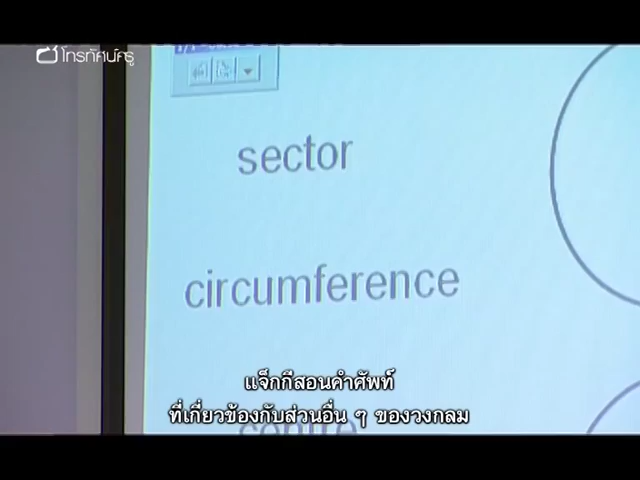 โทรทัศน์ครู
sector
circumference
centre
แจ็กกีสอนคำศัพท์
ที่เกี่ยวข้องกับส่วนอื่น ๆ ของวงกลม